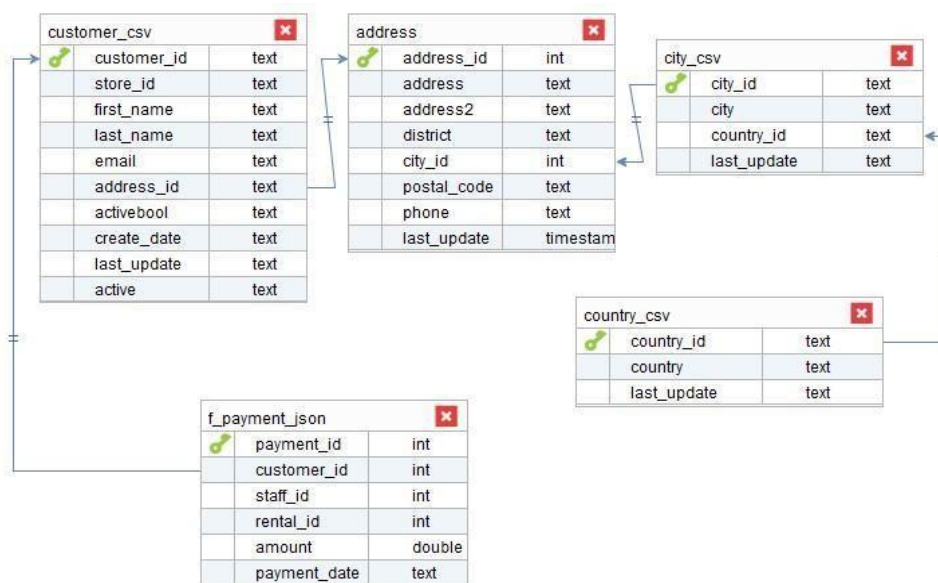 customer_csv
customer_id text
store_id text
first_name text
last_name text
email text
address_id text
activebool text
create_date text
last_update text
active text
address
address_id int
address text
address2 text
district text
city_id int
postal_code text
phone text
last_update timestam
city_csv
city_id text
city text
country_id text
last_update text
country_csv
country_id text
country text
last_update text
f_payment_json
payment_id int
customer_id int
staff_id int
rental_id int
amount double
payment_date text